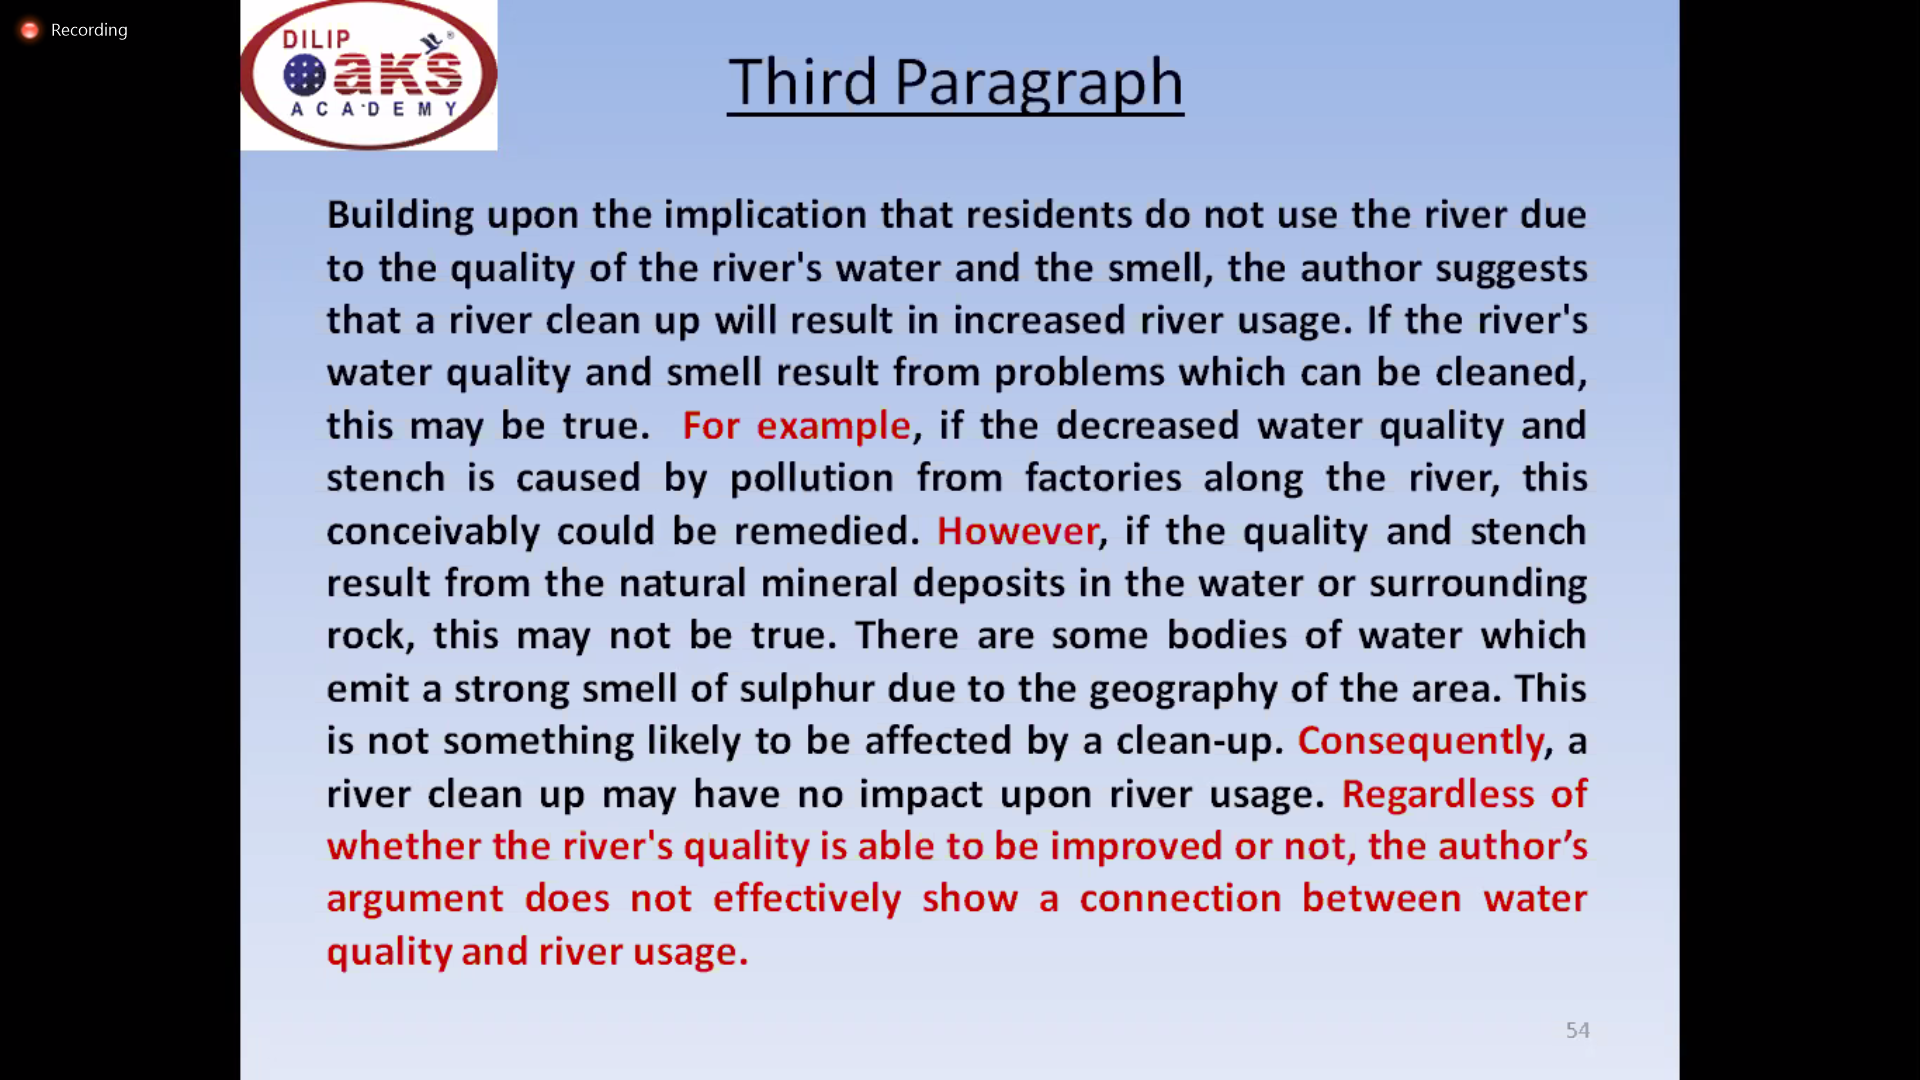 Recording
DILIP
aks
ACADEMY
Third Paragraph
Building upon the implication that residents do not use the river due
to the quality of the river's water and the smell, the author suggests
that a river clean up will result in increased river usage. If the river's
water quality and smell result from problems which can be cleaned,
this may be true. For example, if the decreased water quality and
stench is caused by pollution from factories along the river, this
conceivably could be remedied. However, if the quality and stench
result from the natural mineral deposits in the water or surrounding
rock, this may not be true. There are some bodies of water which
emit a strong smell of sulphur due to the geography of the area. This
is not something likely to be affected by a clean-up. Consequently, a
river clean up may have no impact upon river usage. Regardless of
whether the river's quality is able to be improved or not, the author’s
argument does not effectively show a connection between water
quality and river usage.
54